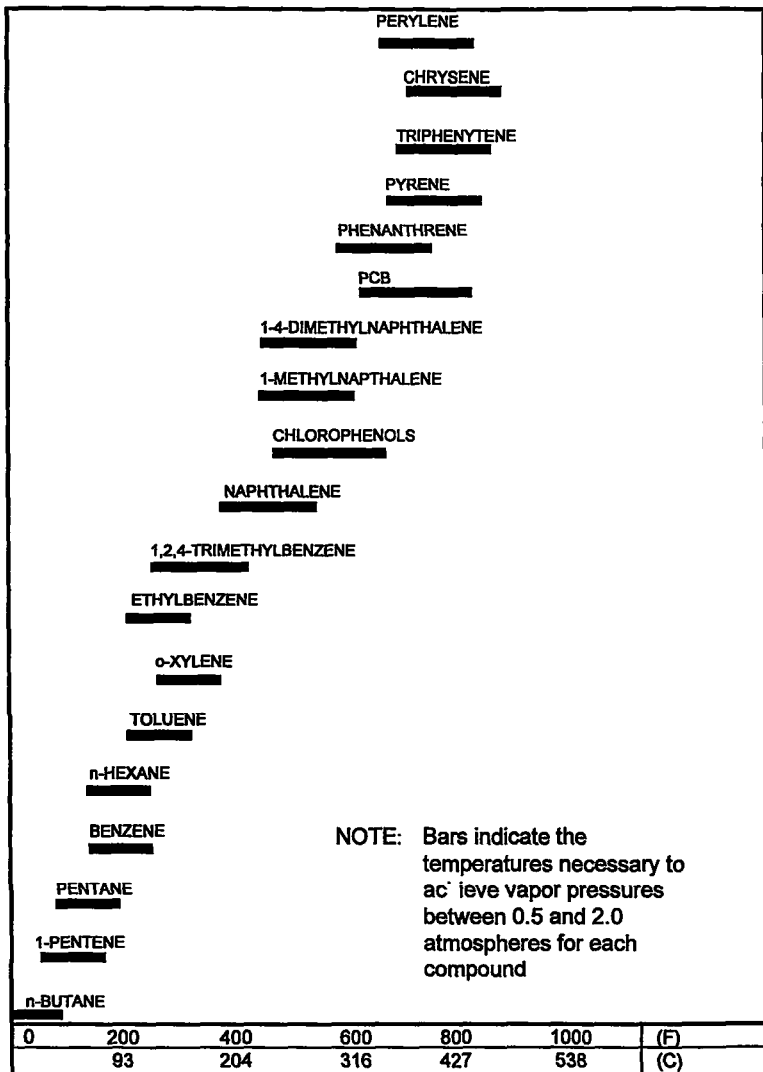 PERYLENE
CHRYSENE
TRIPHENYTENE
PYRENE
PHENANTHRENE
PCB
1-4-DIMETHYLNAPHTHALENE
1-METHYLNAPTHALENE
CHLOROPHENOLS
NAPHTHALENE
1,2,4-TRIMETHYLBENZENE
ETHYLBENZENE
o-XYLENE
TOLUENE
n-HEXANE
BENZENE
PENTANE
1-PENTENE
n-BUTANE
NOTE: Bars indicate the
temperatures necessary to
ac ieve vapor pressures
between 0.5 and 2.0
atmospheres for each
compound
0 200 400 600 800 1000 (F)
93 204 316 427 538 (C)